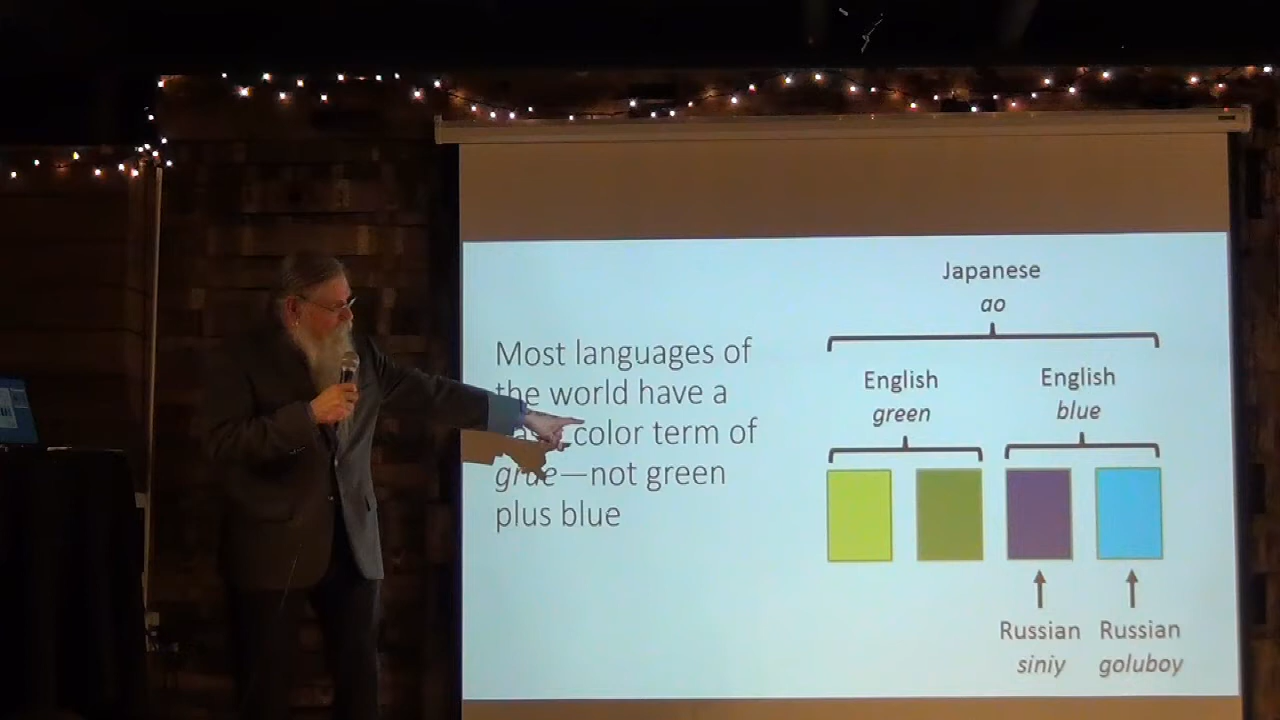 Most languages of
the world have a
color term of
grue—not green
plus blue
Japanese
ao
English
green
English
blue
Russian
siniy
Russian
goluboy